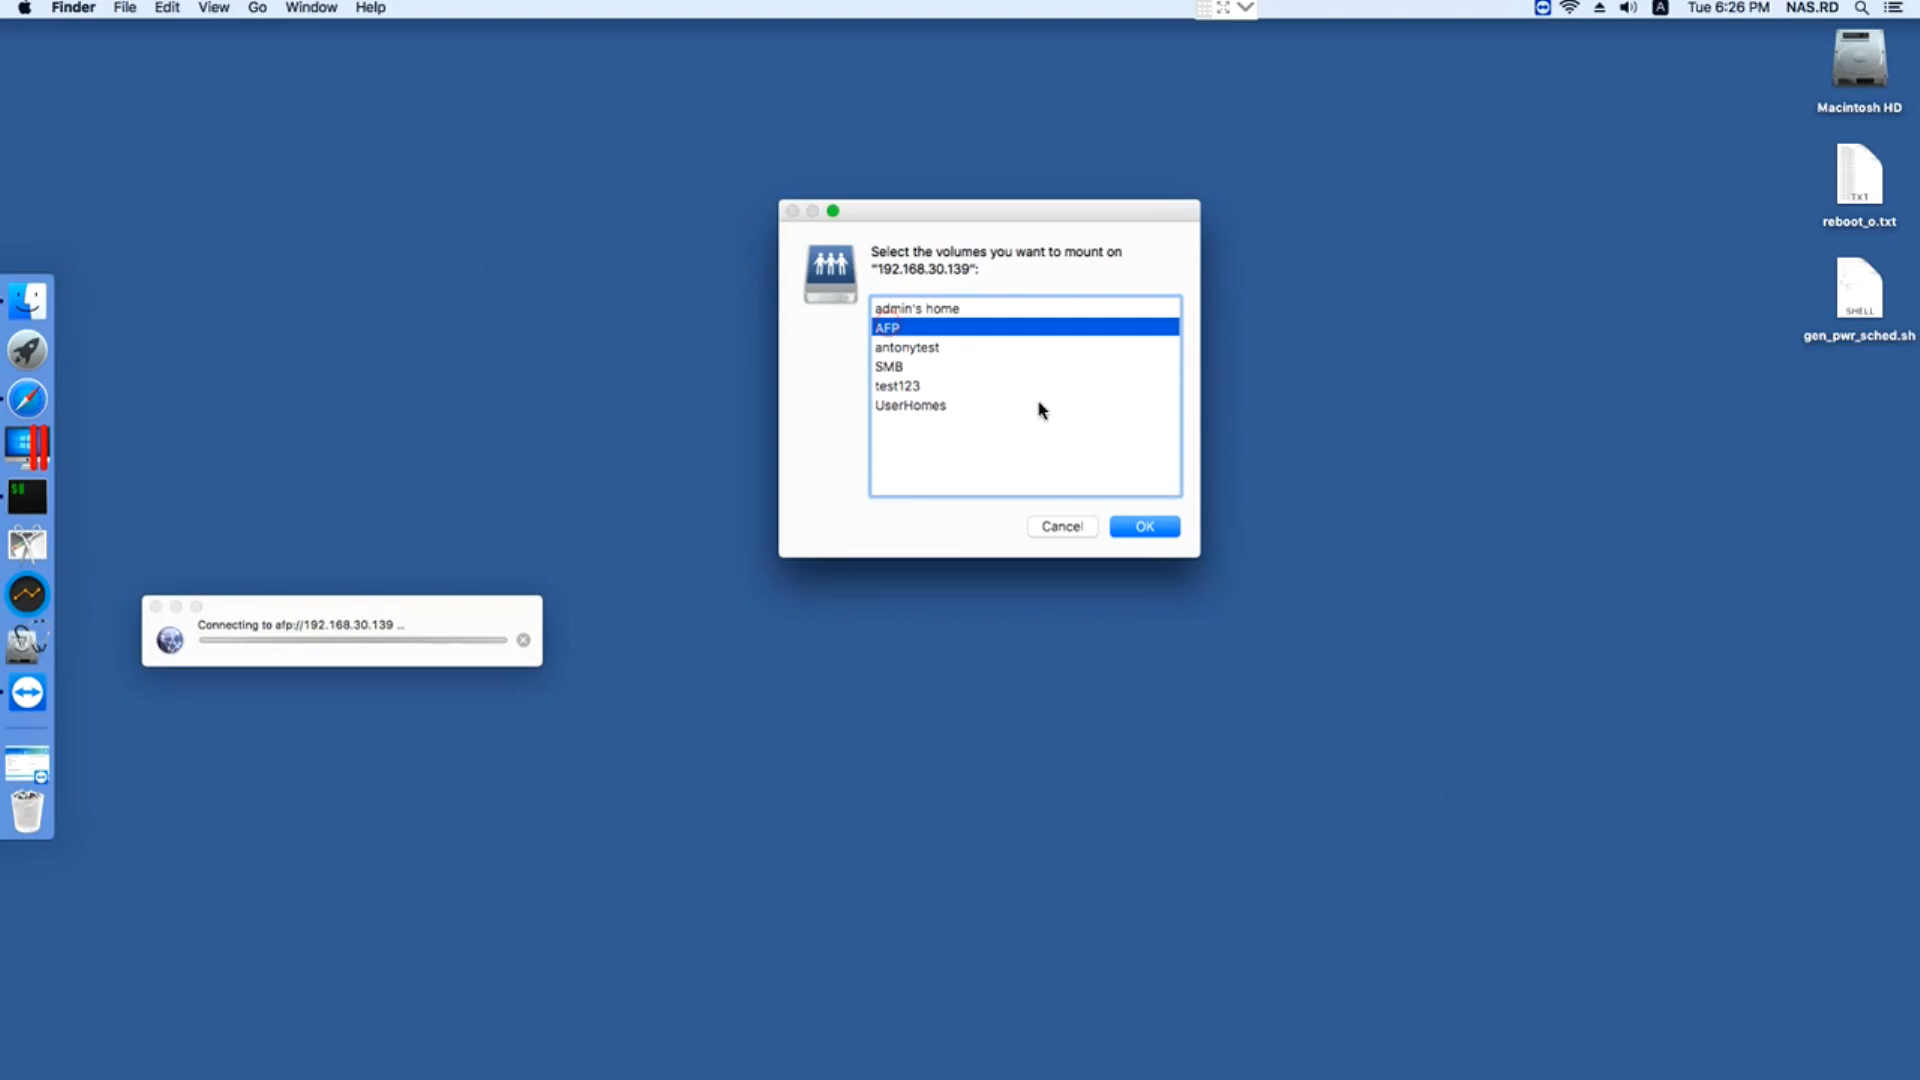 Finder File Edit View Go Window Help
A Tue 6:26 PM NAS.RD
Macintosh HD
TXT
reboot_o.txt
SHELL
gen_pwr_sched.sh
Select the volumes you want to mount on
"192.168.30.139":
admin's home
AFP
antonytest
SMB
test123
UserHomes
Cancel OK
Connecting to afp://192.168.30.139 ...